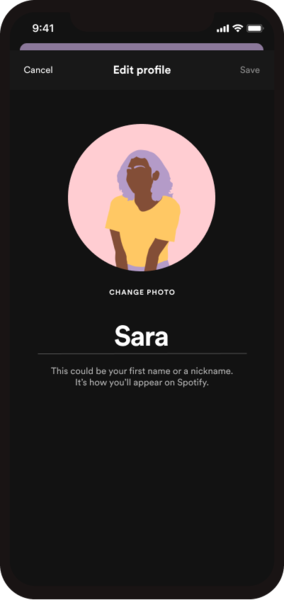 9:41
Cancel Edit profile Save
CHANGE PHOTO
Sara
This could be your first name or a nickname.
It's how you'll appear on Spotify.